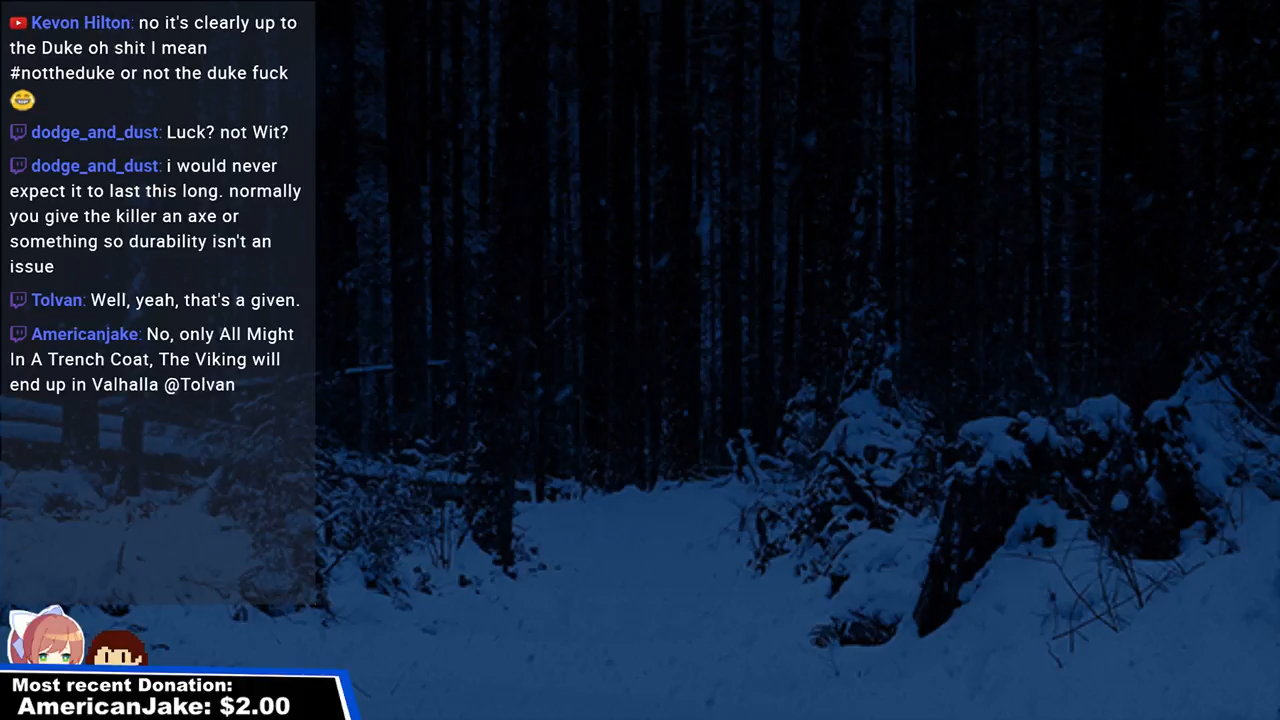 Kevon Hilton: no it's clearly up to
the Duke oh shit I mean
#nottheduke or not the duke fuck
😂
dodge_and_dust: Luck? not Wit?
dodge_and_dust: i would never
expect it to last this long. normally
you give the killer an axe or
something so durability isn't an
issue
Tolvan: Well, yeah, that's a given.
Americanjake: No, only All Might
In A Trench Coat, The Viking will
end up in Valhalla @Tolvan
Most recent Donation:
AmericanJake: $2.00